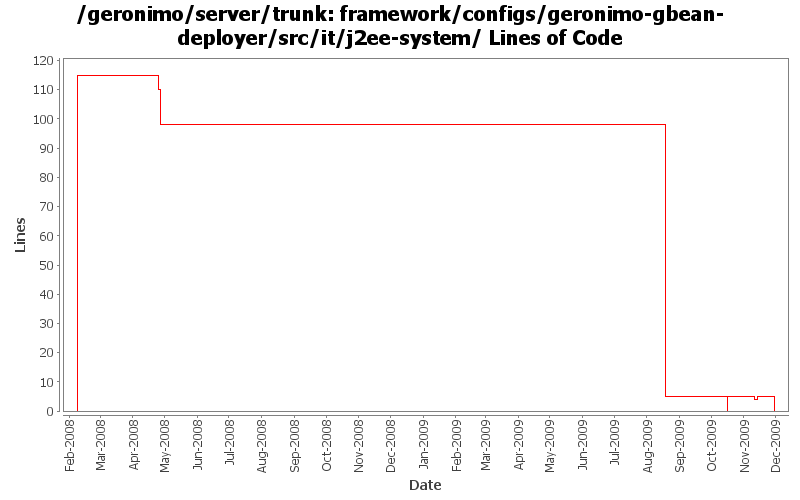 /geronimo/server/trunk: framework/configs/geronimo-gbean-
deployer/src/it/j2ee-system/ Lines of Code
120
110
100
90
80
70
60
50
40
30
20
10
0
Lines
Feb-2008
Mar-2008
Apr-2008
May-2008
Jun-2008
Jul-2008
Aug-2008
Sep-2008
Oct-2008
Nov-2008
Dec-2008
Jan-2009
Feb-2009
Mar-2009
Apr-2009
May-2009
Jun-2009
Jul-2009
Aug-2009
Sep-2009
Oct-2009
Nov-2009
Dec-2009
Date